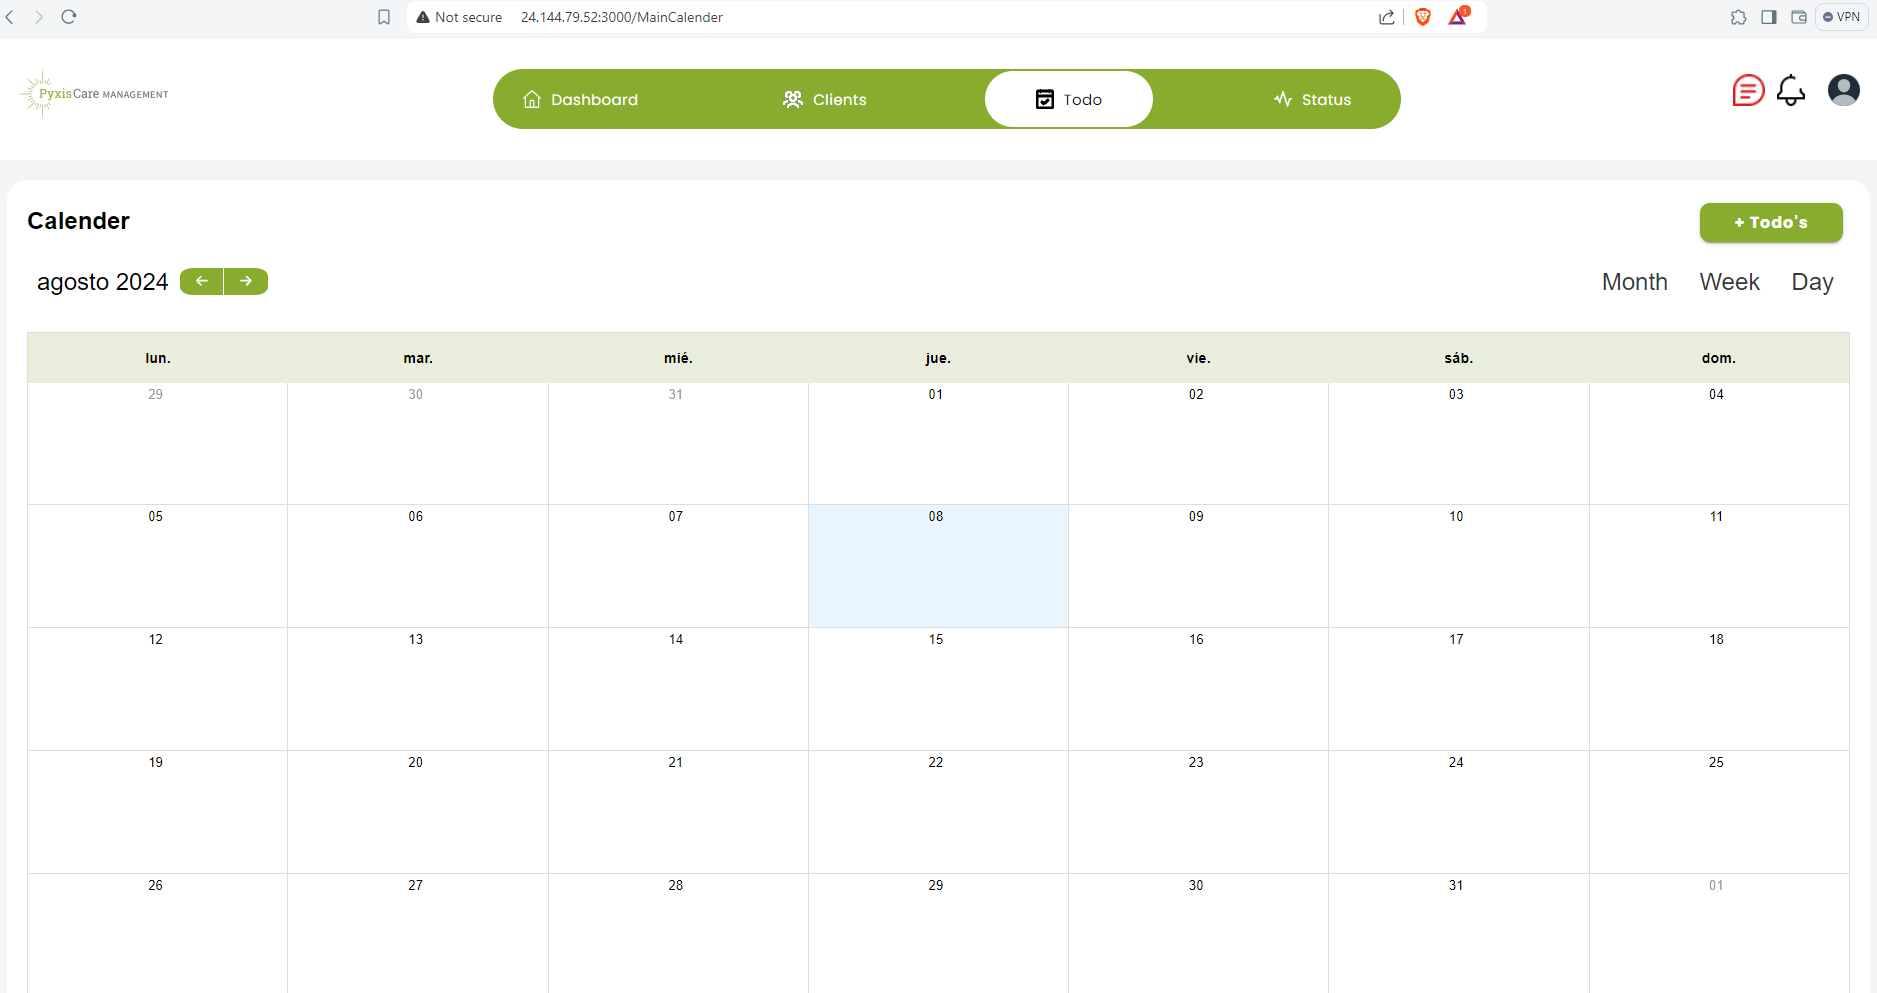 Not secure 24.144.79.52:3000/MainCalender
1
VPN
PyxisCare MANAGEMENT
Dashboard
Clients
Todo
Status
Calender
+ Todo's
agosto 2024
Month Week Day
lun. mar. mié. jue. vie. sáb. dom.
29 30 31 01 02 03 04
05 06 07 08 09 10 11
12 13 14 15 16 17 18
19 20 21 22 23 24 25
26 27 28 29 30 31 01